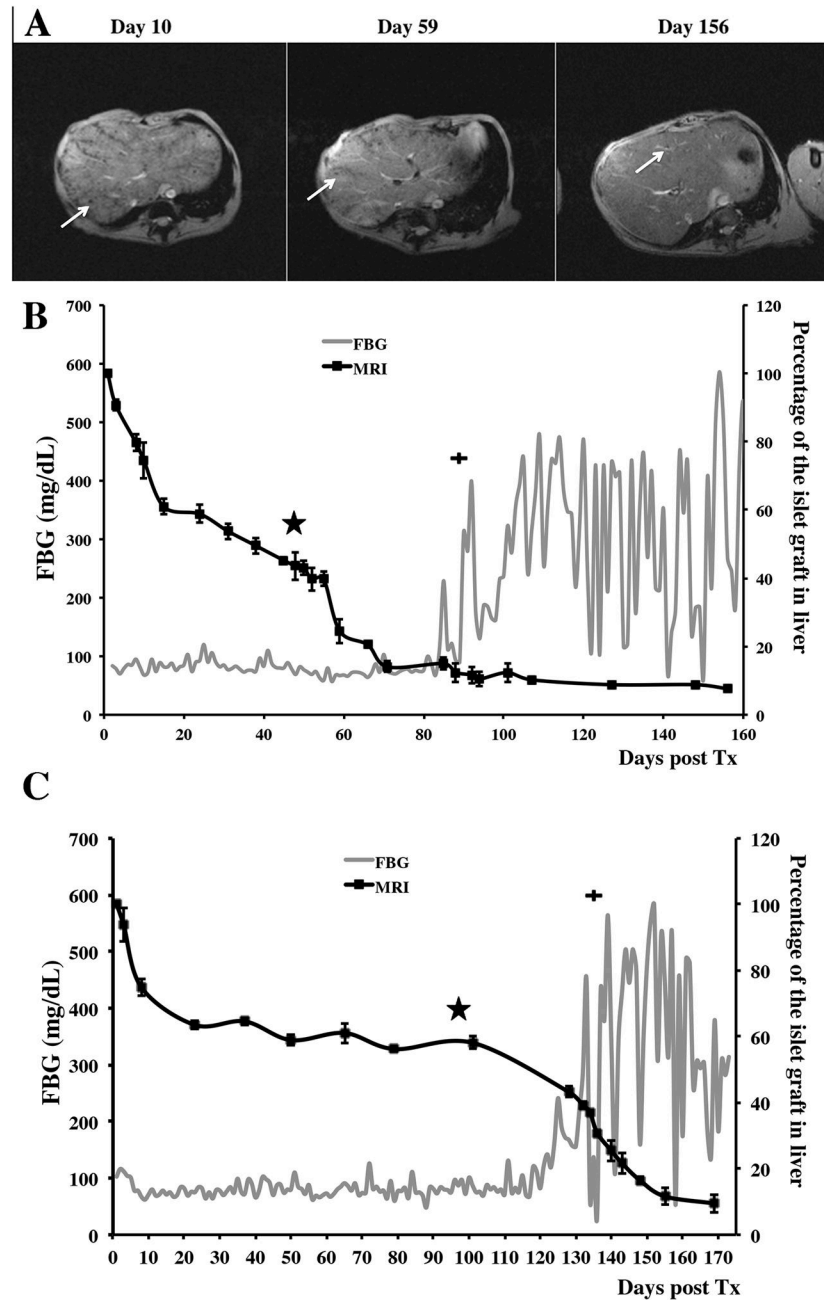 A
Day 10 Day 59 Day 156
B
700
600
500
400
300
200
100
0
FBG (mg/dL)
FBG
MRI
120
100
80
60
40
20
0
Percentage of the islet graft in liver
0 20 40 60 80 100 120 140 160
Days post Tx
C
700
600
500
400
300
200
100
0
FBG (mg/dL)
FBG
MRI
120
100
80
60
40
20
0
Percentage of the islet graft in liver
0 10 20 30 40 50 60 70 80 90 100 110 120 130 140 150 160 170
Days post Tx